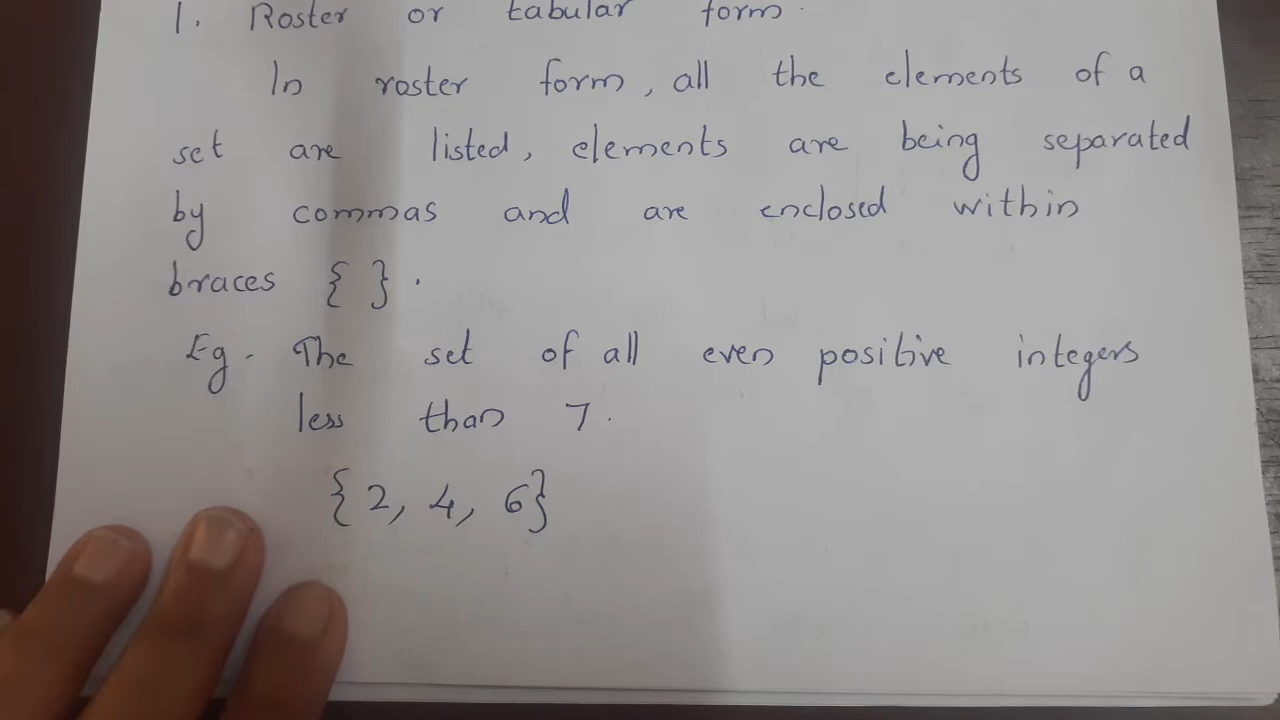 1. Roster or tabular form.
In roster form, all the elements of a
set are listed, elements are being separated
by commas and are enclosed within
braces { }.
Eg. The set of all even positive integers
less than 7.
{2, 4, 6}